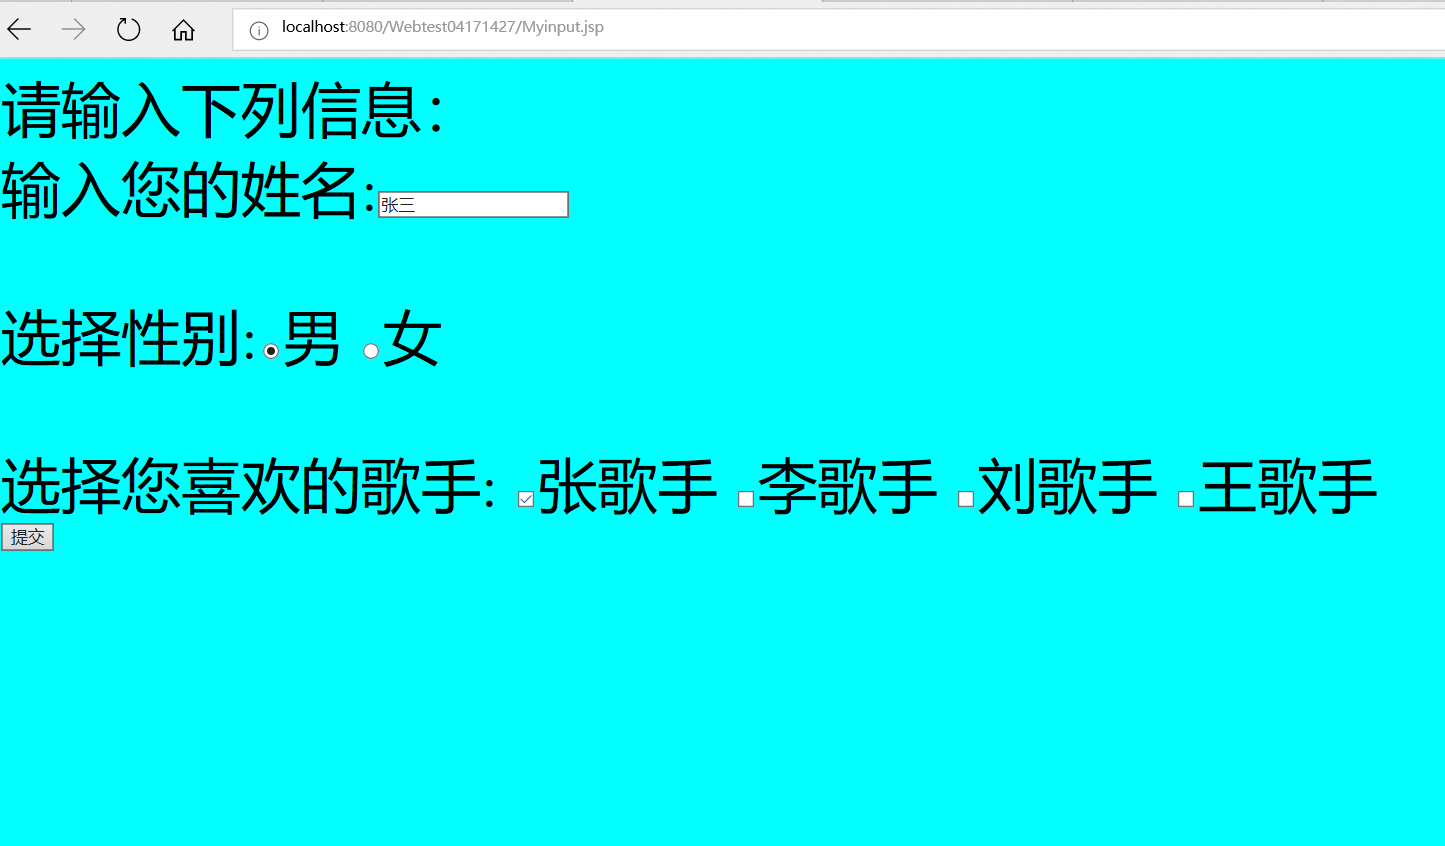 localhost:8080/Webtest04171427/Myinput.jsp
请输入下列信息：
输入您的姓名:张三
选择性别:男 女
选择您喜欢的歌手: 张歌手 李歌手 刘歌手 王歌手
提交